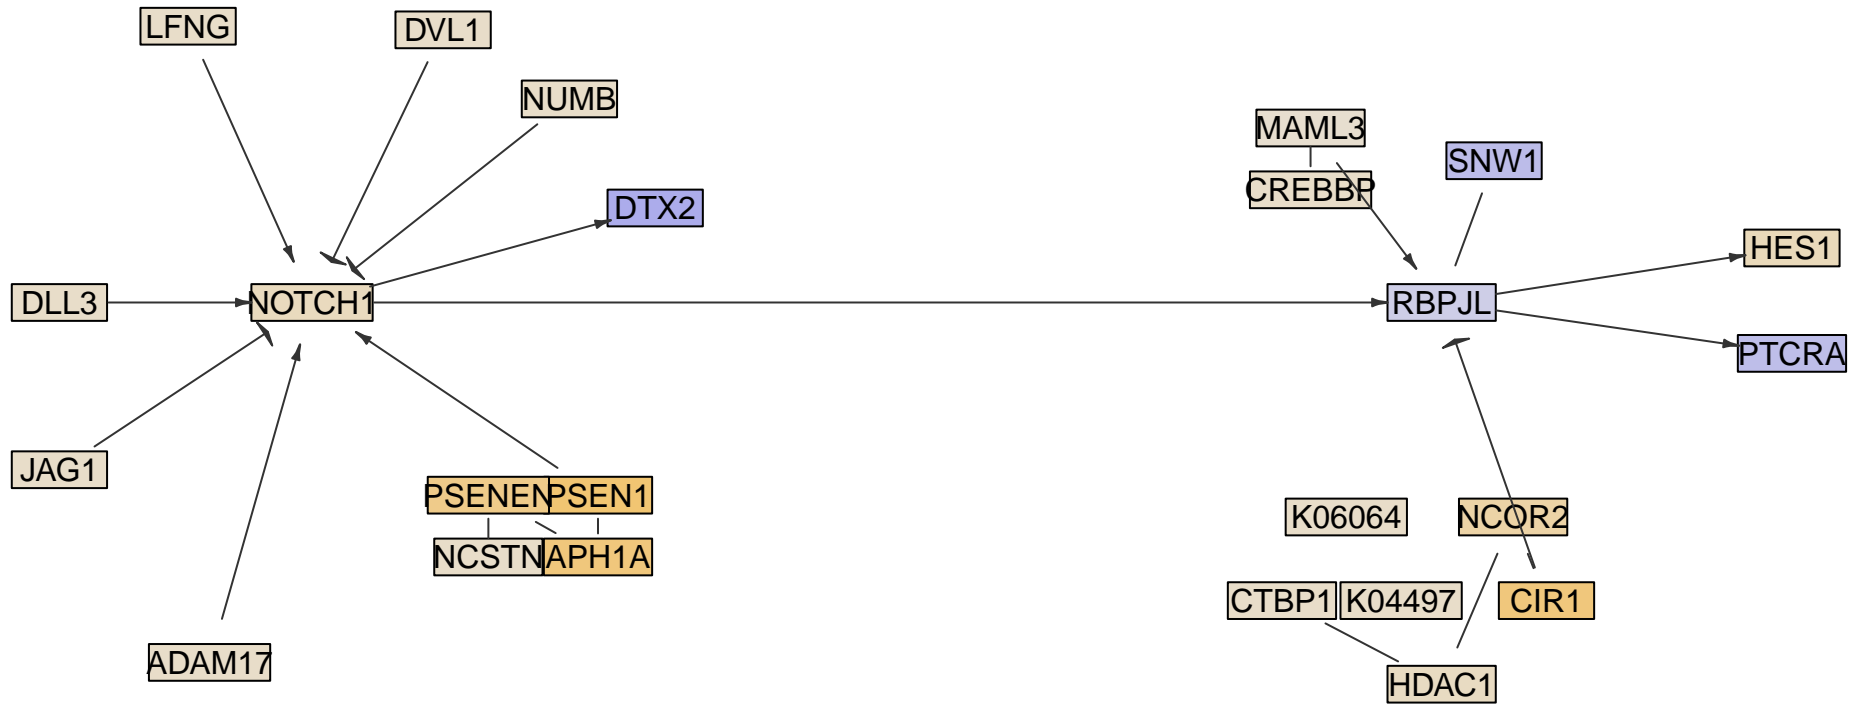 LFNG
DVL1
NUMB
MAML3
SNW1
CREBBP
DTX2
HES1
DLL3
NOTCH1
RBPJL
PTCRA
JAG1
PSENEN
PSEN1
K06064
NCOR2
NCSTN
APH1A
CTBP1
K04497
CIR1
ADAM17
HDAC1